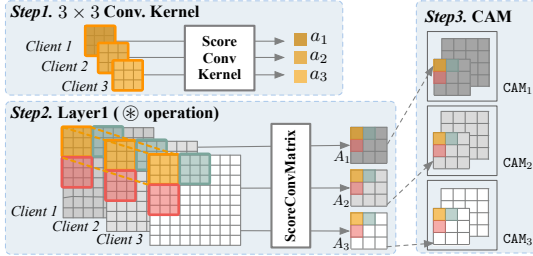 Step1. 3 × 3 Conv. Kernel
Client 1
Client 2
Client 3
Score
Conv
Kernel
a₁
a₂
a₃
Step2. Layer1 ( ⊛ operation)
Client 1
Client 2
Client 3
ScoreConvMatrix
A₁
A₂
A₃
Step3. CAM
CAM₁
CAM₂
CAM₃